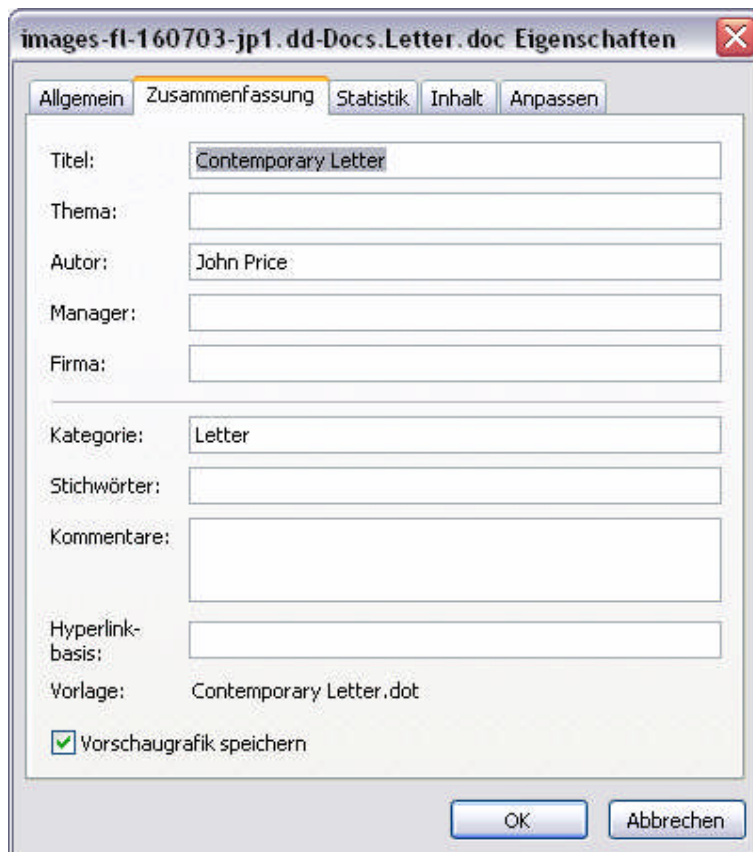 images-fl-160703-jp1.dd-Docs.Letter.doc Eigenschaften
Allgemein Zusammenfassung Statistik Inhalt Anpassen
Titel: Contemporary Letter
Thema:
Autor: John Price
Manager:
Firma:
Kategorie: Letter
Stichwörter:
Kommentare:
Hyperlink-
basis:
Vorlage: Contemporary Letter.dot
Vorschaugrafik speichern
OK Abbrechen